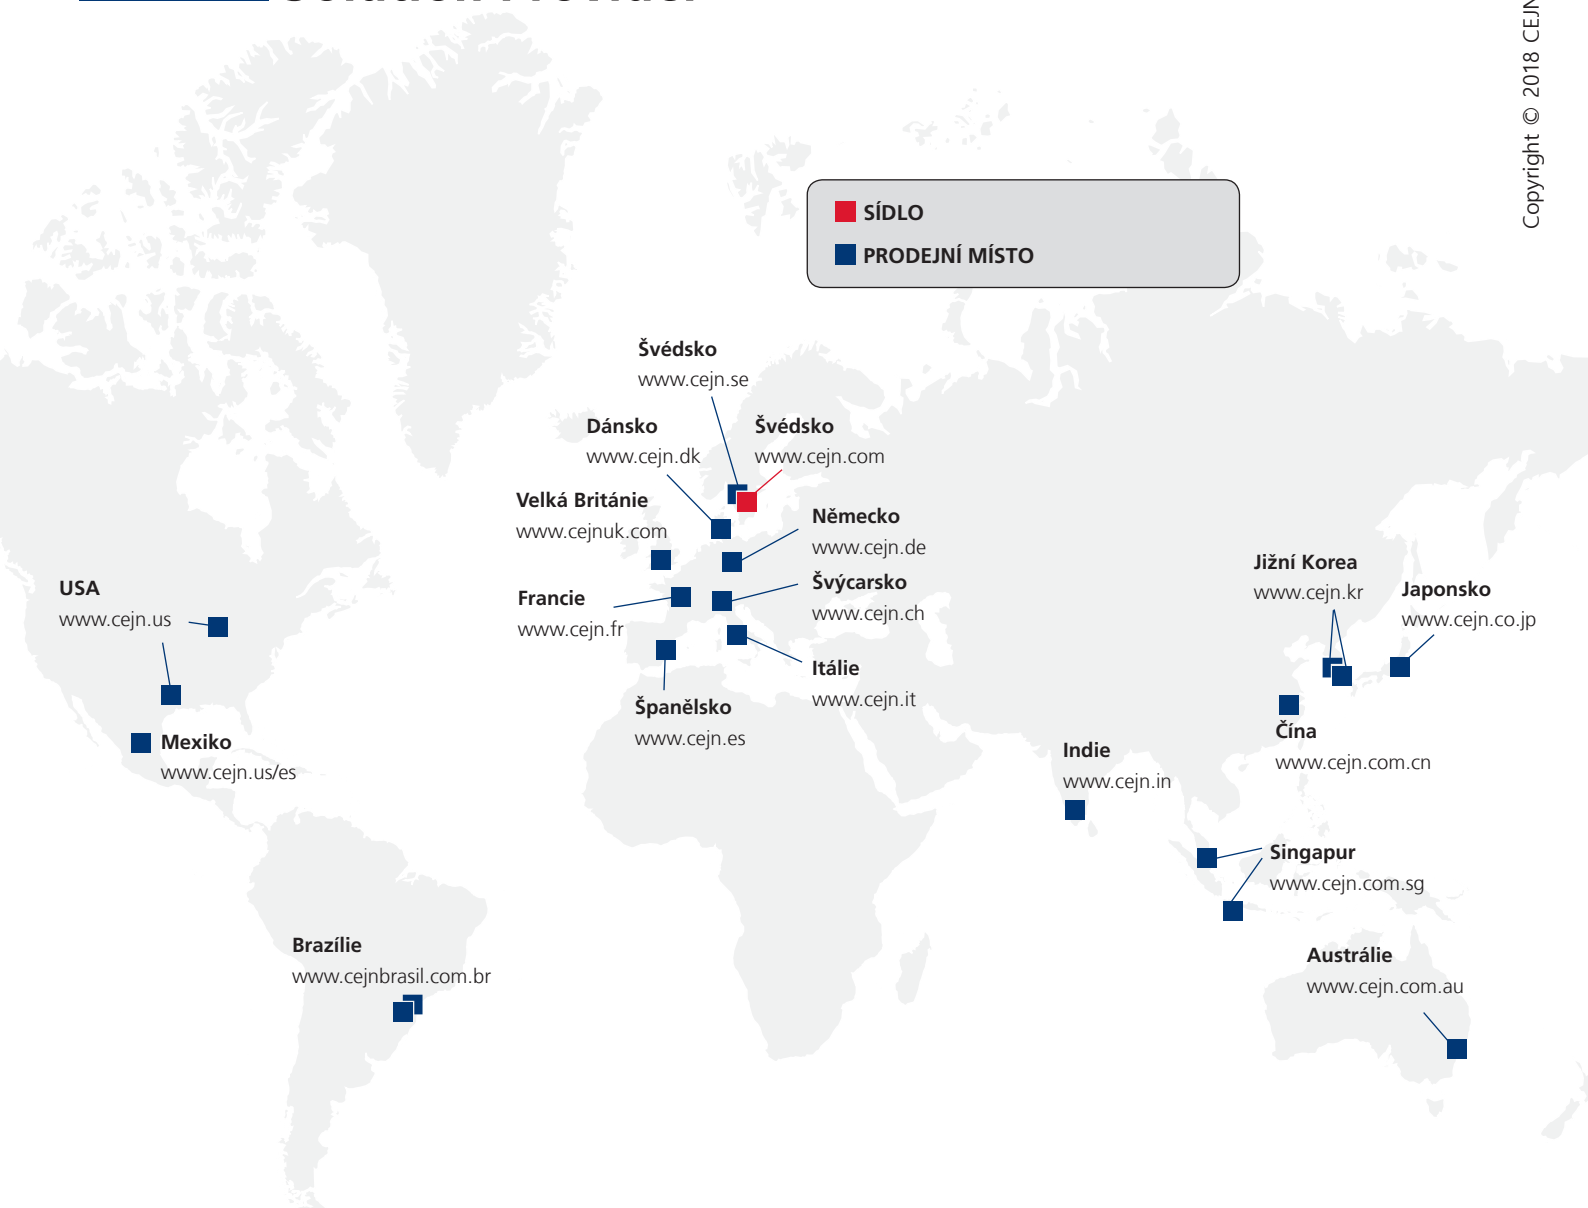 Copyright © 2018 CEJN
SÍDLO
PRODEJNÍ MÍSTO
Švédsko
www.cejn.se
Dánsko
www.cejn.dk
Švédsko
www.cejn.com
Velká Británie
www.cejnuk.com
Německo
www.cejn.de
Francie
www.cejn.fr
Švýcarsko
www.cejn.ch
Itálie
www.cejn.it
Španělsko
www.cejn.es
USA
www.cejn.us
Mexiko
www.cejn.us/es
Brazílie
www.cejnbrasil.com.br
Jižní Korea
www.cejn.kr
Japonsko
www.cejn.co.jp
Čína
www.cejn.com.cn
Indie
www.cejn.in
Singapur
www.cejn.com.sg
Austrálie
www.cejn.com.au